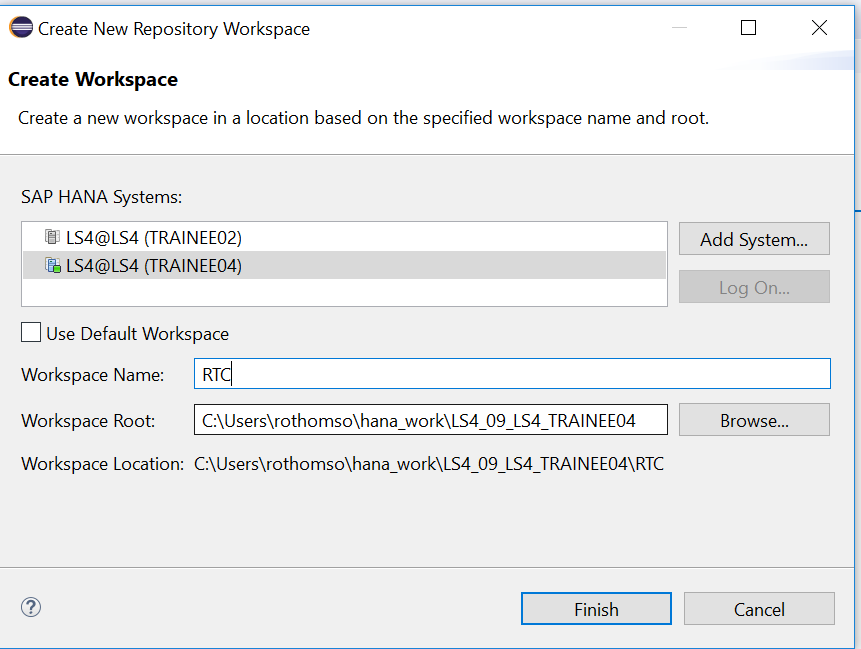 Create New Repository Workspace
Create Workspace
Create a new workspace in a location based on the specified workspace name and root.
SAP HANA Systems:
LS4@LS4 (TRAINEE02)
Add System...
LS4@LS4 (TRAINEE04)
Log On...
Use Default Workspace
Workspace Name: RTC
Workspace Root: C:\Users\rothomso\hana_work\LS4_09_LS4_TRAINEE04 Browse...
Workspace Location: C:\Users\rothomso\hana_work\LS4_09_LS4_TRAINEE04\RTC
? Finish Cancel